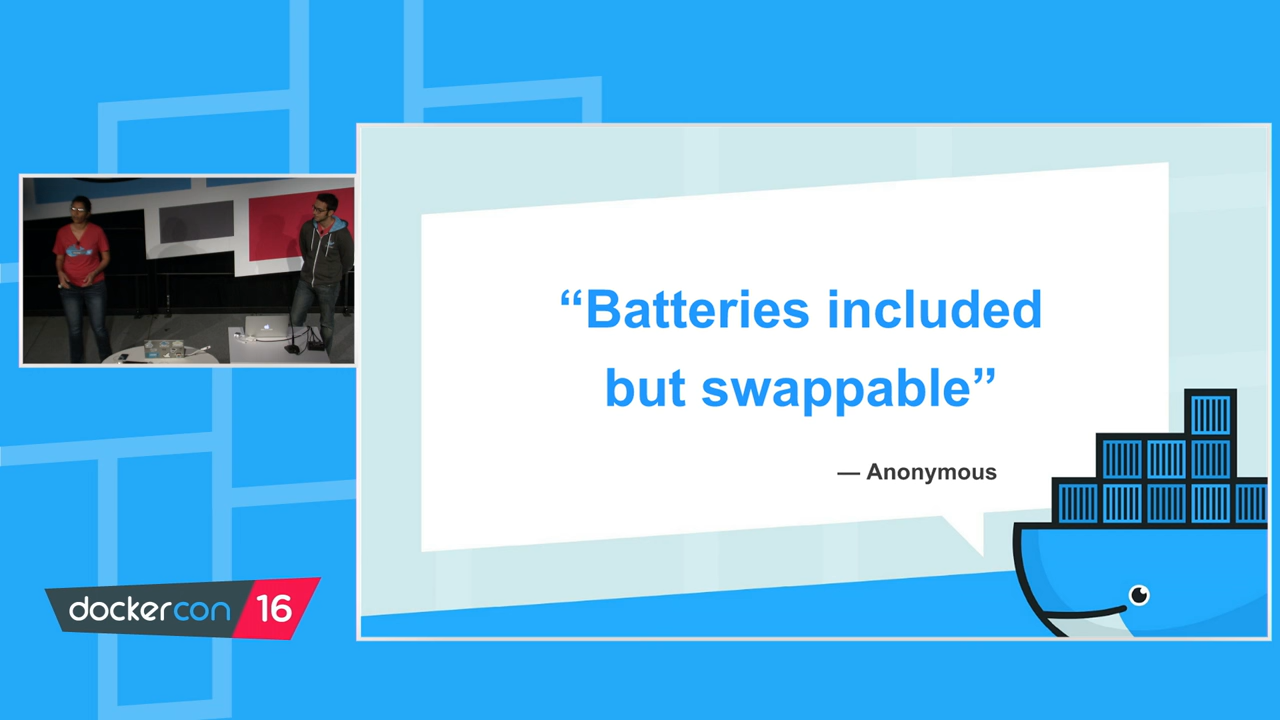 “Batteries included
but swappable”
— Anonymous
dockercon 16